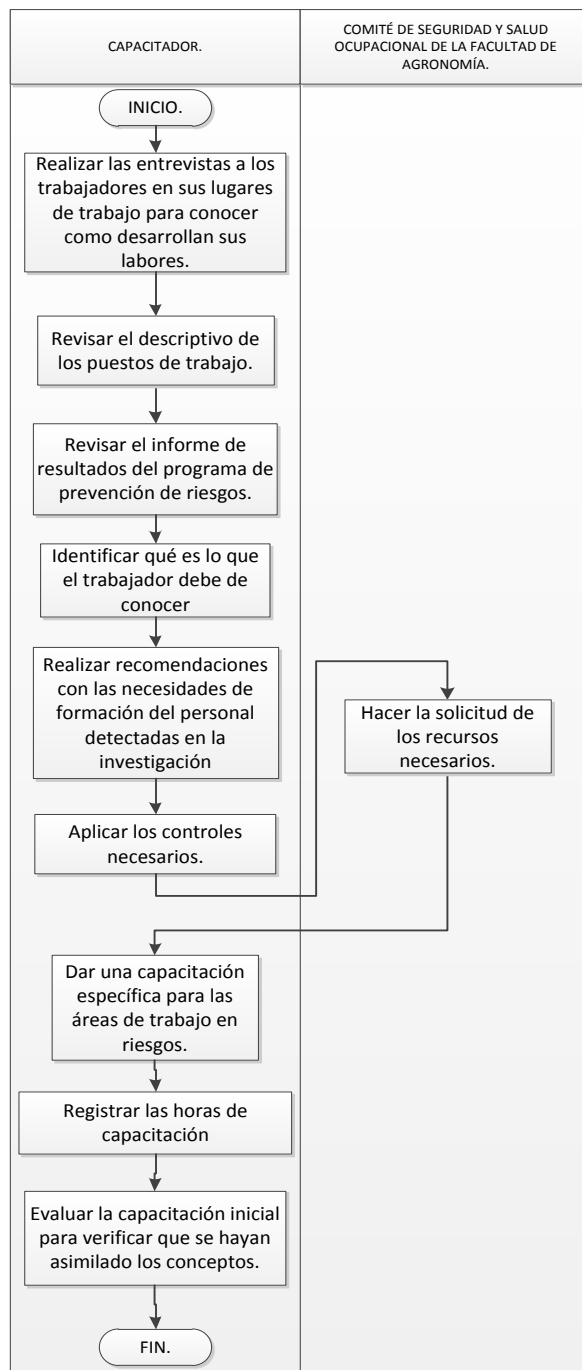 CAPACITADOR.
COMITÉ DE SEGURIDAD Y SALUD
OCUPACIONAL DE LA FACULTAD DE
AGRONOMÍA.
INICIO.
Realizar las entrevistas a los
trabajadores en sus lugares
de trabajo para conocer
como desarrollan sus
labores.
Revisar el descriptivo de
los puestos de trabajo.
Revisar el informe de
resultados del programa de
prevención de riesgos.
Identificar qué es lo que
el trabajador debe de
conocer
Realizar recomendaciones
con las necesidades de
formación del personal
detectadas en la
investigación
Aplicar los controles
necesarios.
Hacer la solicitud de
los recursos
necesarios.
Dar una capacitación
específica para las
áreas de trabajo en
riesgos.
Registrar las horas de
capacitación
Evaluar la capacitación inicial
para verificar que se hayan
asimilado los conceptos.
FIN.